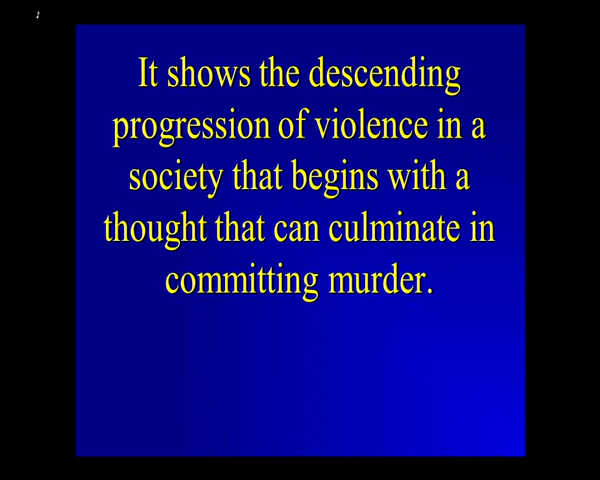 It shows the descending
progression of violence in a
society that begins with a
thought that can culminate in
committing murder.